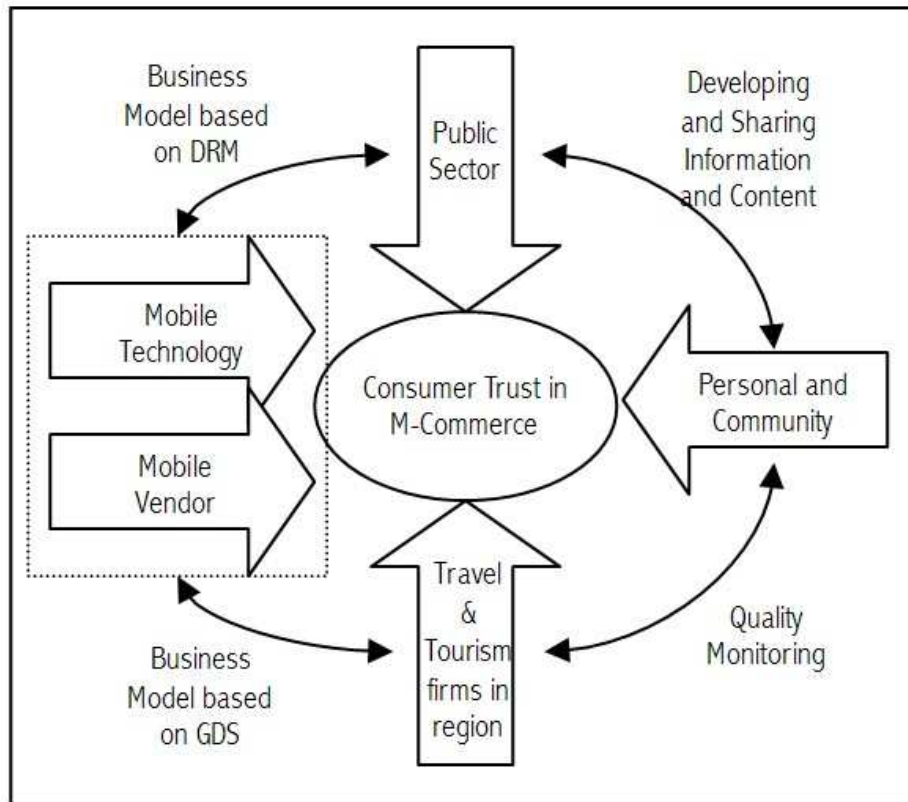 Business
Model based
on DRM
Public
Sector
Developing
and Sharing
Information
and Content
Mobile
Technology
Consumer Trust in
M-Commerce
Personal and
Community
Mobile
Vendor
Travel
&
Tourism
firms in
region
Business
Model based
on GDS
Quality
Monitoring